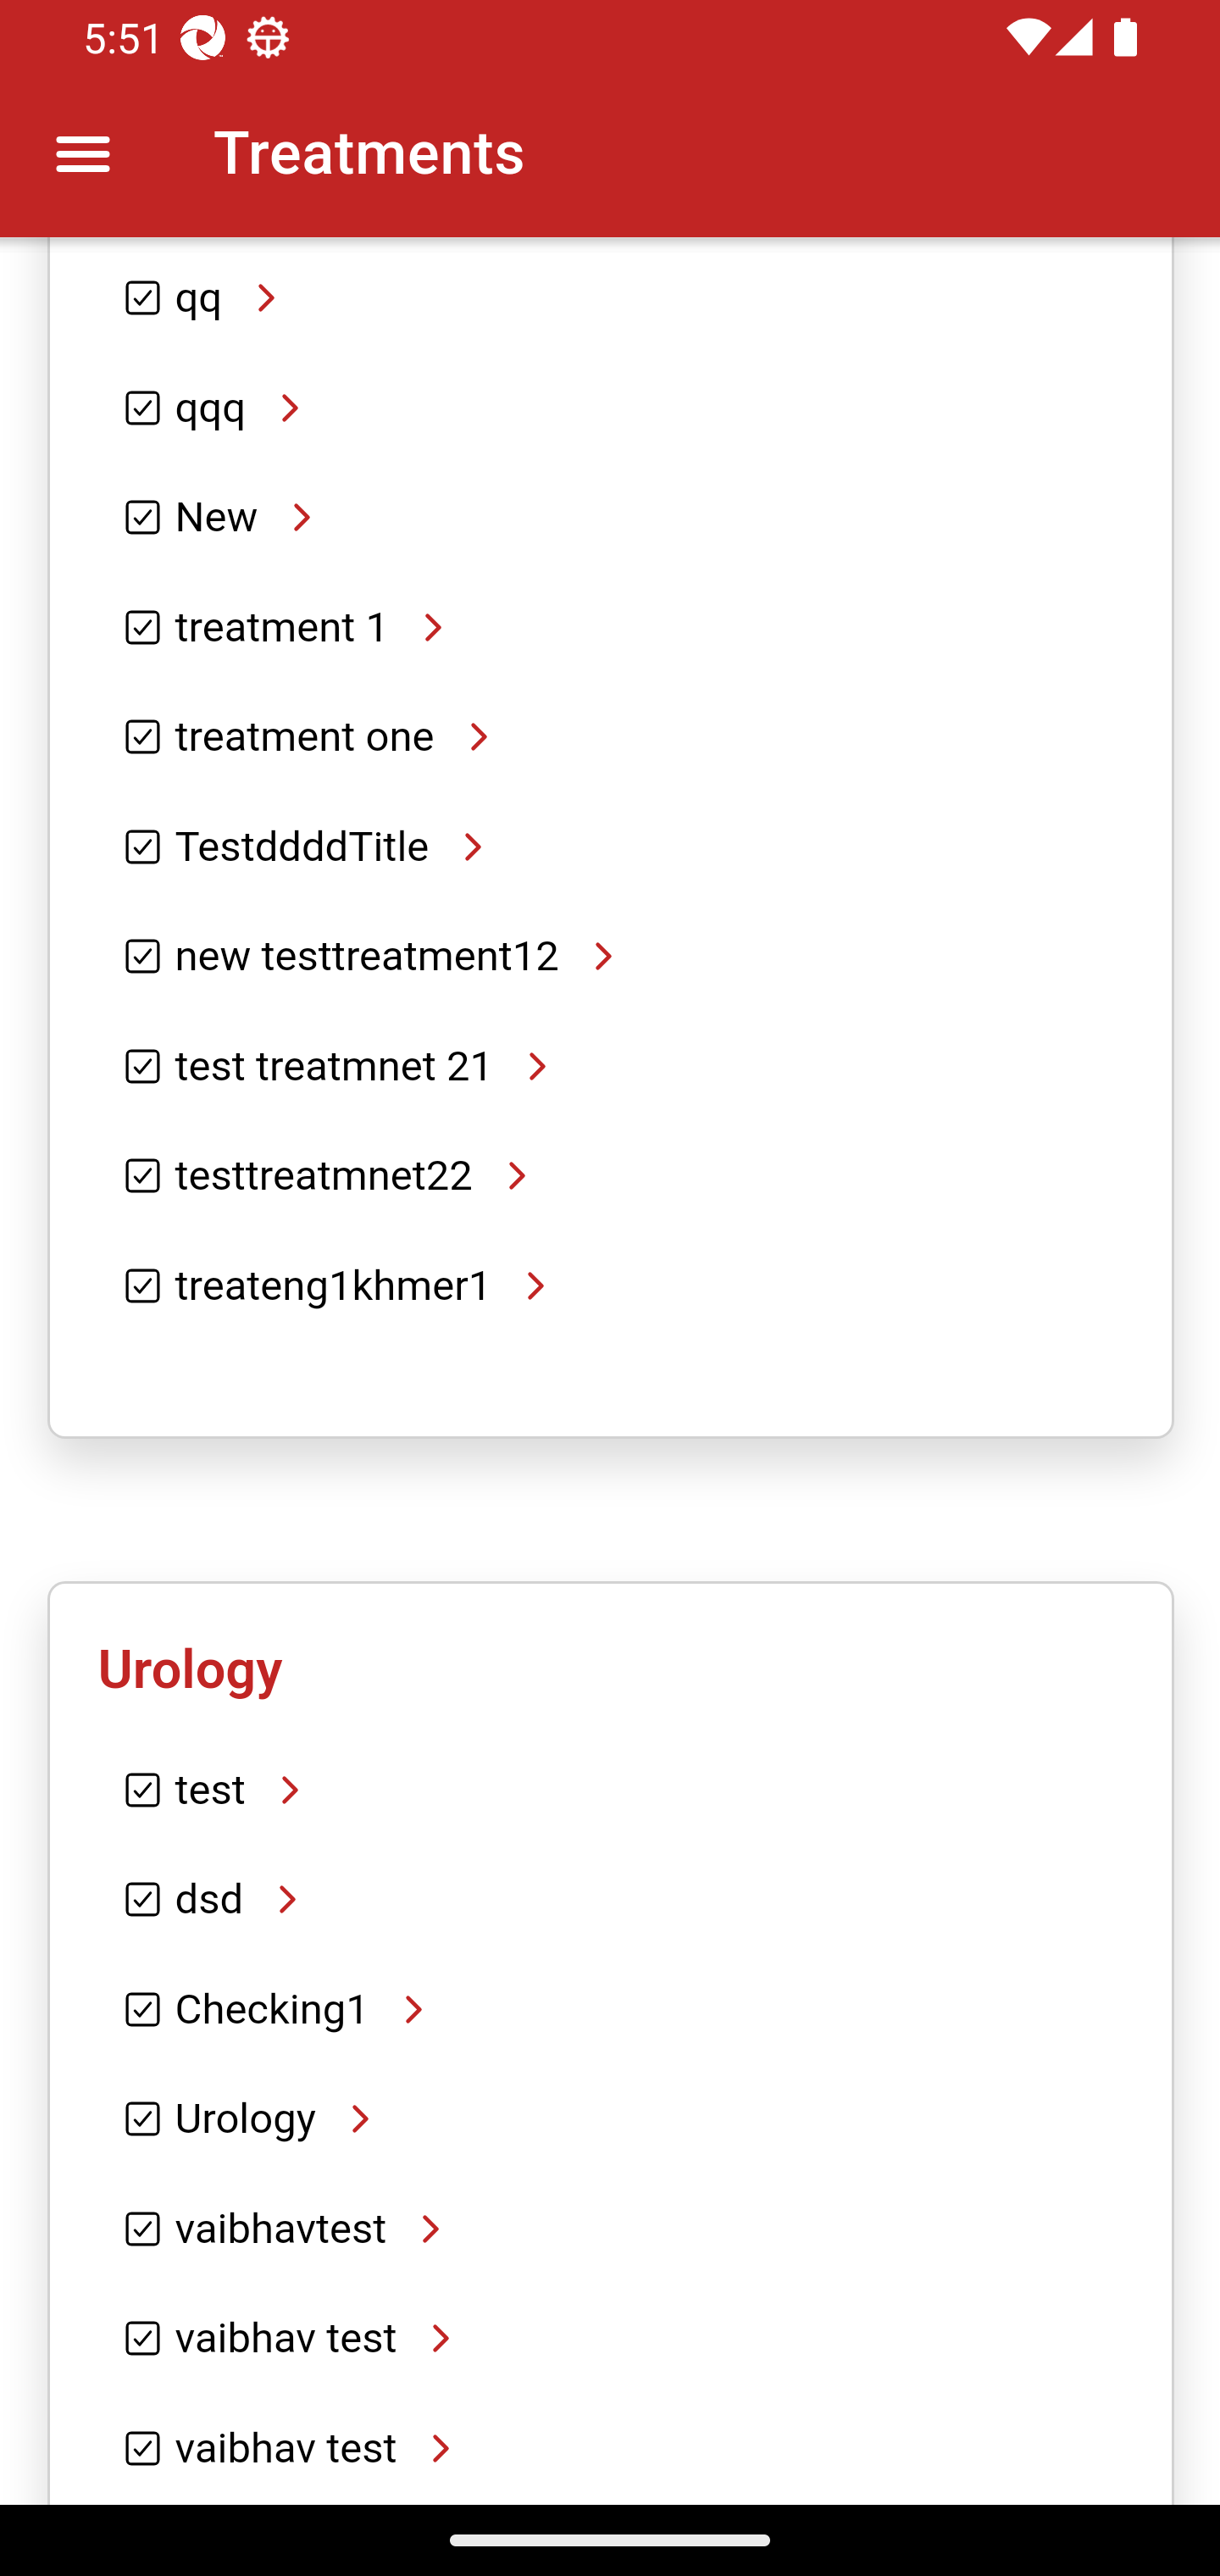 5:51
Treatments
qq
qqq
New
treatment 1
treatment one
TestddddTitle
new testtreatment12
test treatmnet 21
testtreatmnet22
treateng1khmer1
Urology
test
dsd
Checking1
Urology
vaibhavtest
vaibhav test
vaibhav test